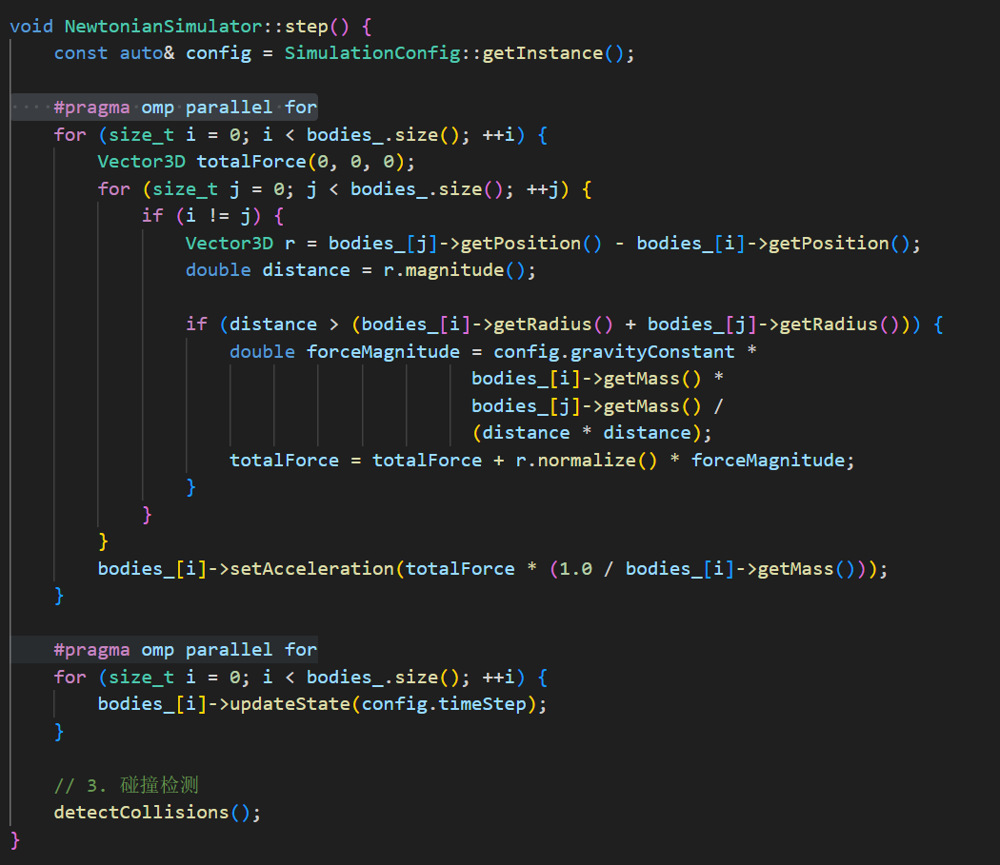 void NewtonianSimulator::step() {
    const auto& config = SimulationConfig::getInstance();

    #pragma omp parallel for
    for (size_t i = 0; i < bodies_.size(); ++i) {
        Vector3D totalForce(0, 0, 0);
        for (size_t j = 0; j < bodies_.size(); ++j) {
            if (i != j) {
                Vector3D r = bodies_[j]->getPosition() - bodies_[i]->getPosition();
                double distance = r.magnitude();

                if (distance > (bodies_[i]->getRadius() + bodies_[j]->getRadius())) {
                    double forceMagnitude = config.gravityConstant *
                                          bodies_[i]->getMass() *
                                          bodies_[j]->getMass() /
                                          (distance * distance);
                    totalForce = totalForce + r.normalize() * forceMagnitude;
                }
            }
        }
        bodies_[i]->setAcceleration(totalForce * (1.0 / bodies_[i]->getMass()));
    }

    #pragma omp parallel for
    for (size_t i = 0; i < bodies_.size(); ++i) {
        bodies_[i]->updateState(config.timeStep);
    }

    // 3. 碰撞检测
    detectCollisions();
}